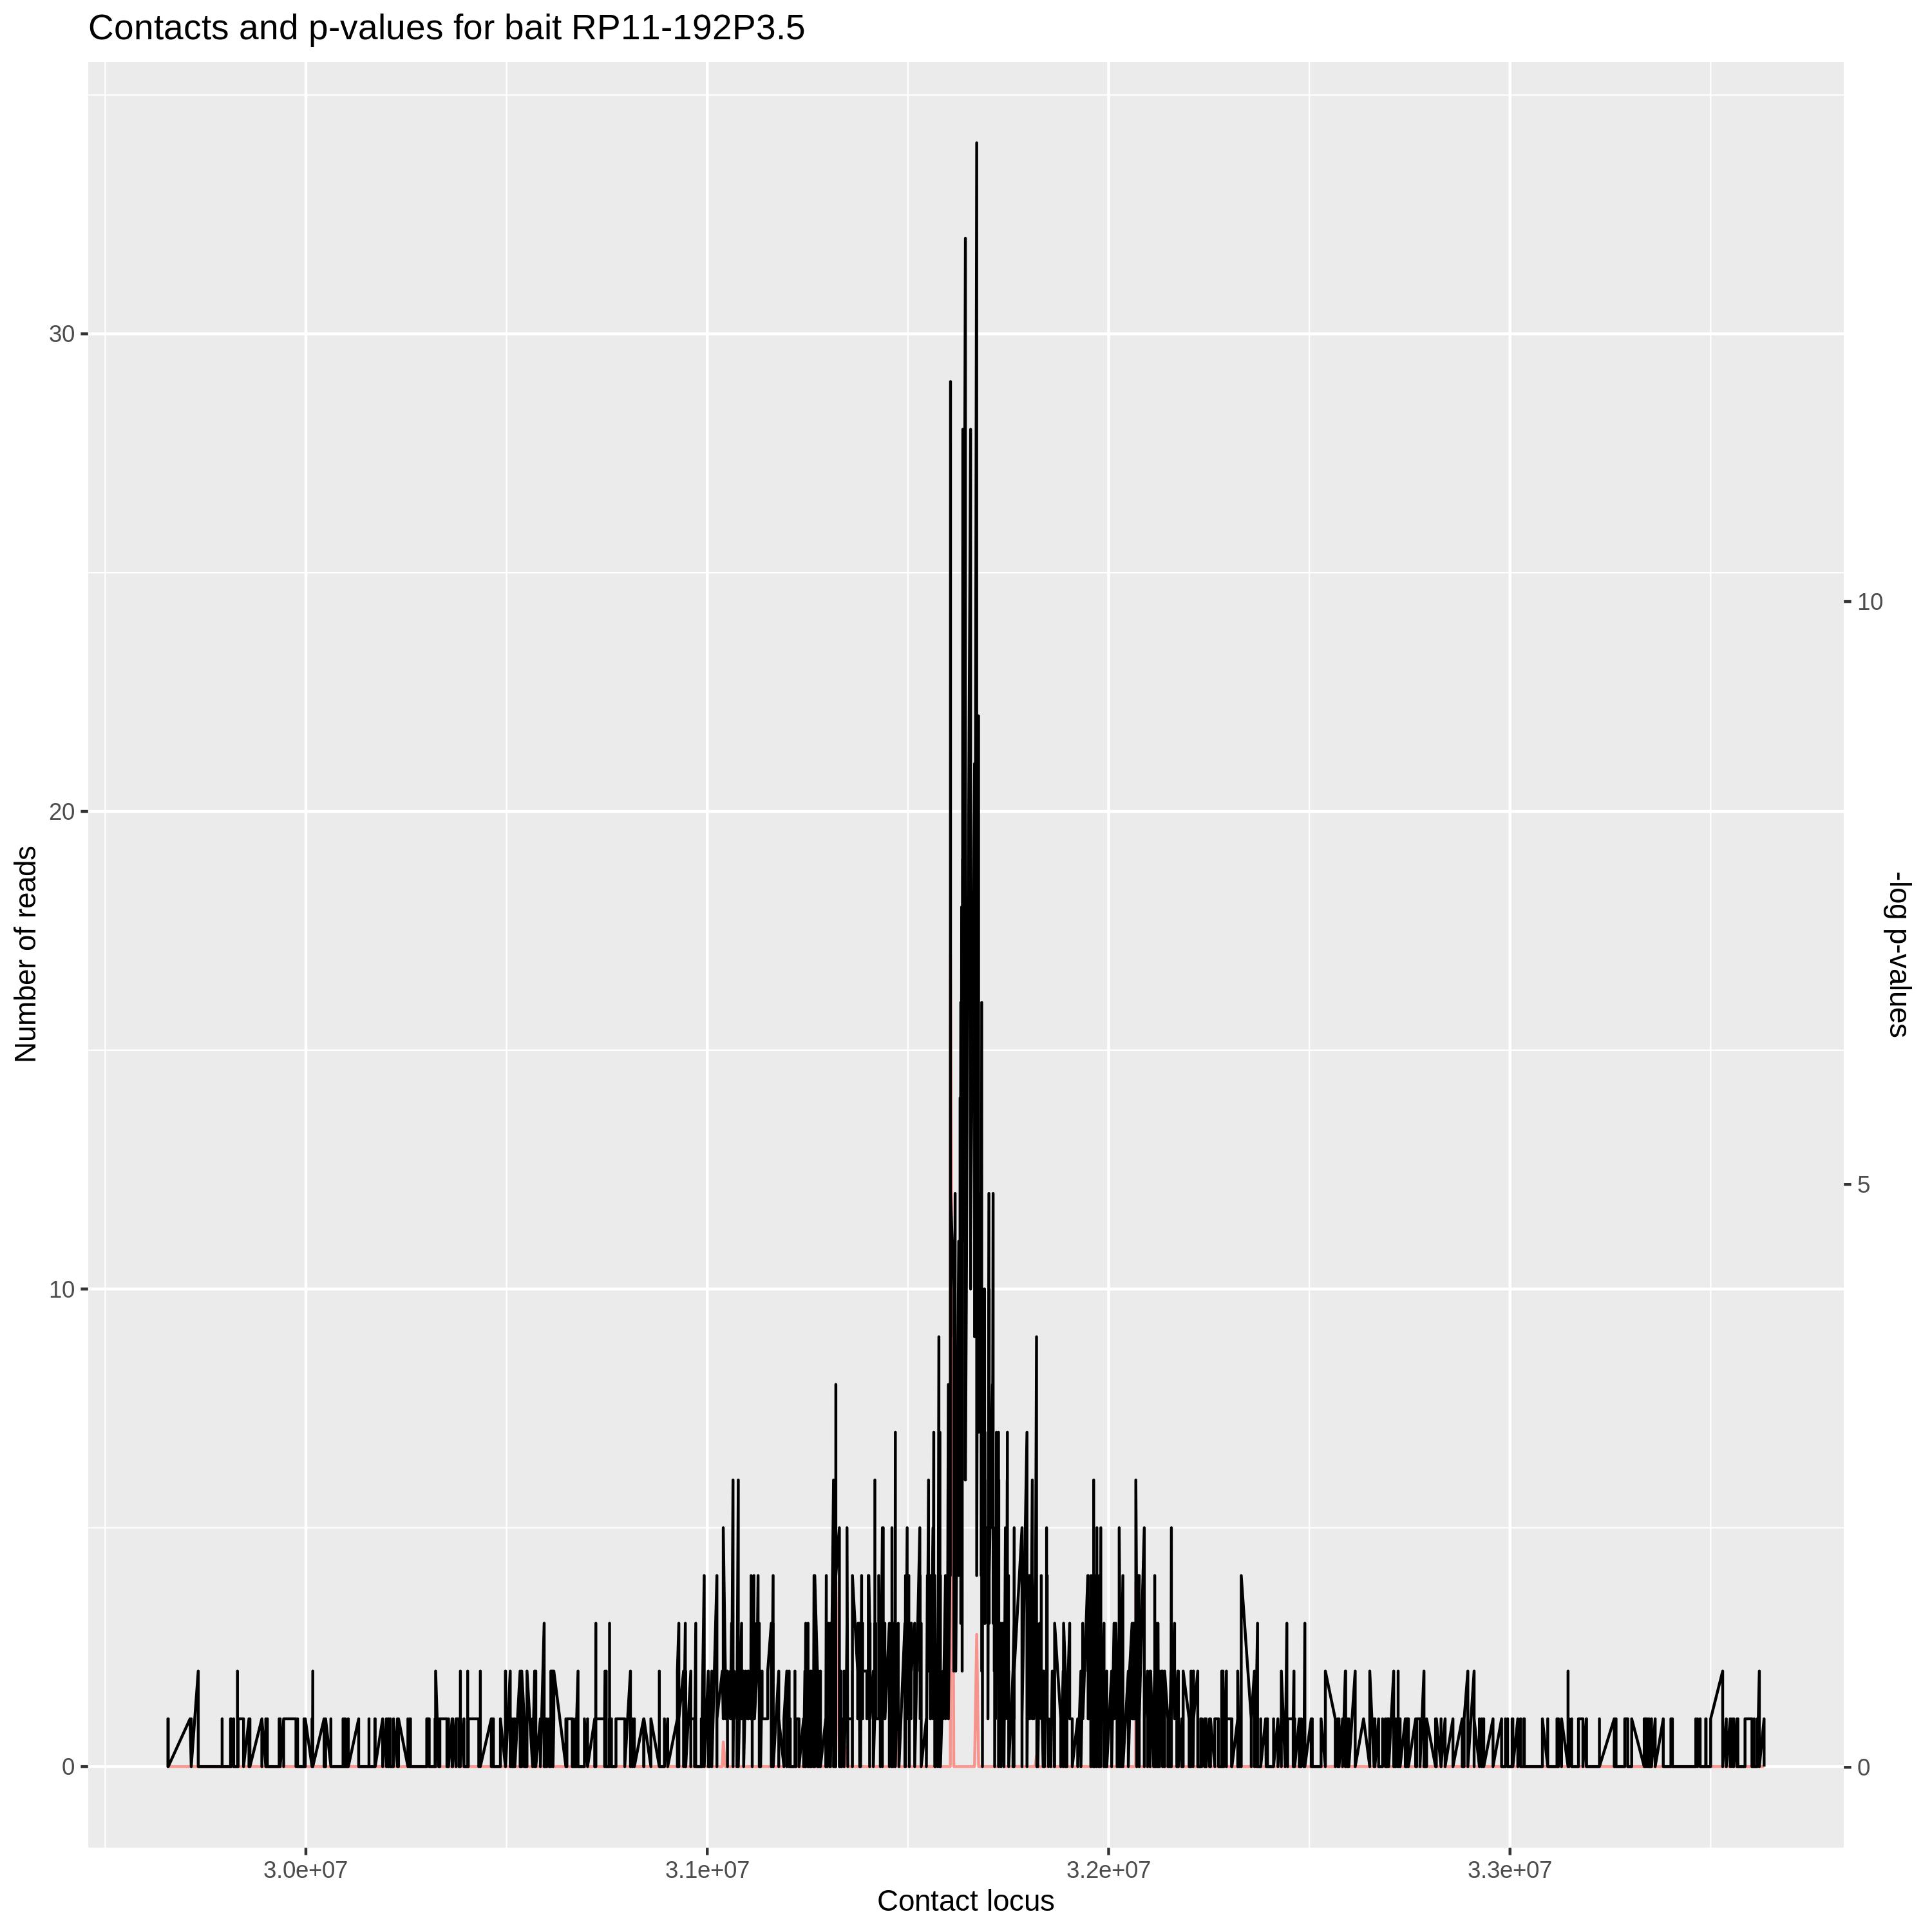 Contacts and p-values for bait RP11-192P3.5
30
20
10
0
Number of reads
10
5
0
-log p-values
3.0e+07 3.1e+07 3.2e+07 3.3e+07
Contact locus